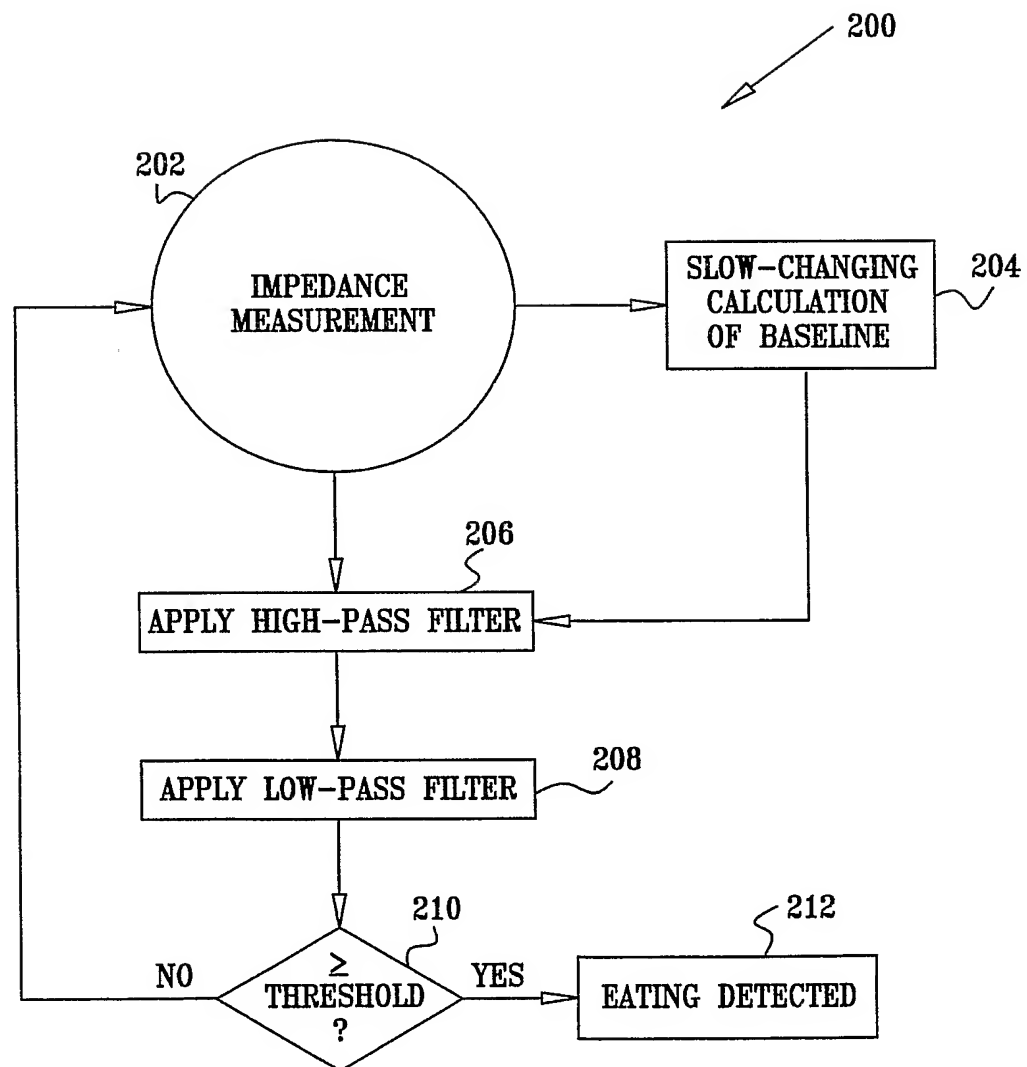 200
202
IMPEDANCE
MEASUREMENT
SLOW-CHANGING
CALCULATION
OF BASELINE
204
206
APPLY HIGH-PASS FILTER
APPLY LOW-PASS FILTER
208
210
212
NO
≥
THRESHOLD
?
YES
EATING DETECTED